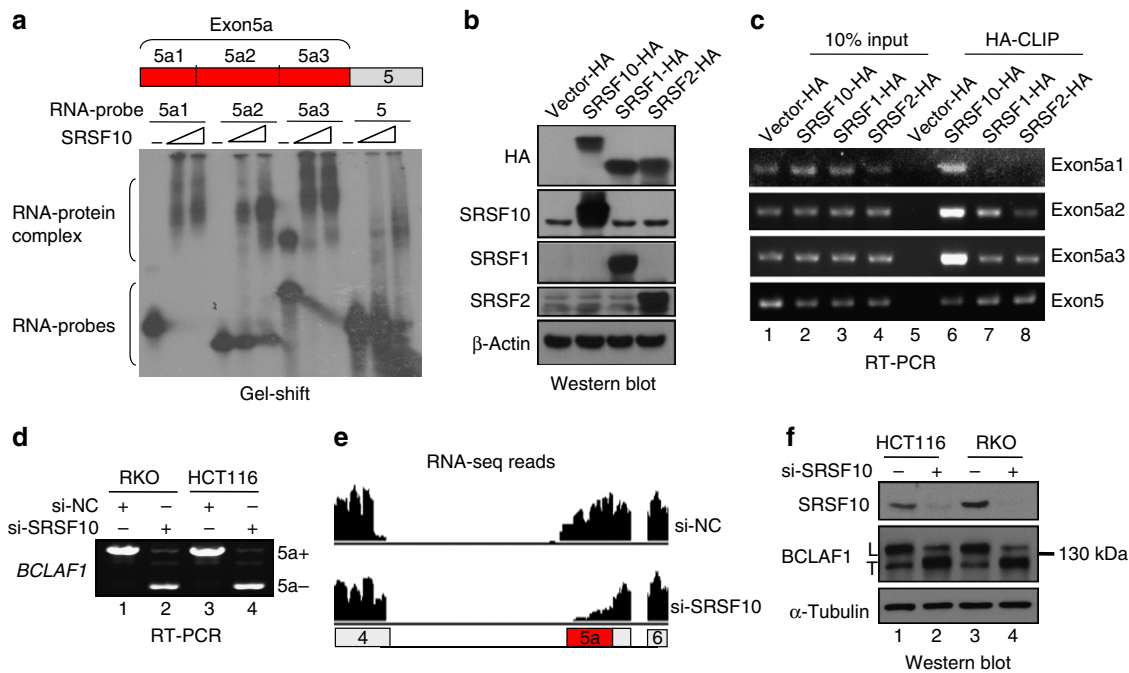 a
Exon5a
5a1 5a2 5a3
5
RNA-probe 5a1 5a2 5a3 5
SRSF10 – – – –
RNA-protein
complex
RNA-probes
Gel-shift
b
Vector-HA
SRSF10-HA
SRSF1-HA
SRSF2-HA
HA
SRSF10
SRSF1
SRSF2
β-Actin
Western blot
c
10% input HA-CLIP
Vector-HA
SRSF10-HA
SRSF1-HA
SRSF2-HA
Vector-HA
SRSF10-HA
SRSF1-HA
SRSF2-HA
Exon5a1
Exon5a2
Exon5a3
Exon5
1 2 3 4 5 6 7 8
RT-PCR
d
RKO HCT116
si-NC + – + –
si-SRSF10 – + – +
BCLAF1
5a+
5a–
1 2 3 4
RT-PCR
e
RNA-seq reads
si-NC
si-SRSF10
4 5a 6
f
HCT116 RKO
si-SRSF10 – + – +
SRSF10
BCLAF1 L
T
130 kDa
α-Tubulin
1 2 3 4
Western blot